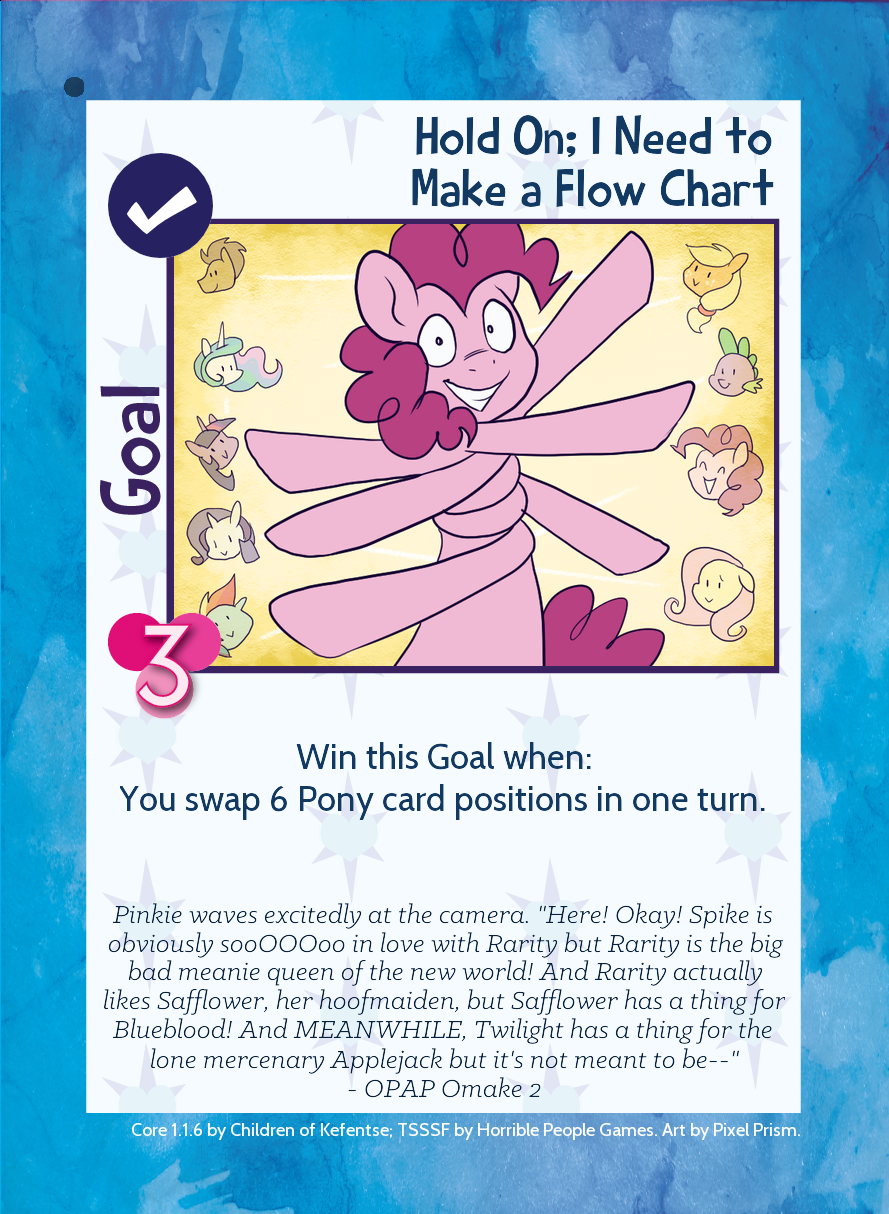 Hold On; I Need to
Make a Flow Chart
Goal
3
Win this Goal when:
You swap 6 Pony card positions in one turn.
Pinkie waves excitedly at the camera. "Here! Okay! Spike is
obviously sooOOOoo in love with Rarity but Rarity is the big
bad meanie queen of the new world! And Rarity actually
likes Safflower, her hoofmaiden, but Safflower has a thing for
Blueblood! And MEANWHILE, Twilight has a thing for the
lone mercenary Applejack but it's not meant to be--"
- OPAP Omake 2
Core 1.1.6 by Children of Kefentse; TSSSF by Horrible People Games. Art by Pixel Prism.